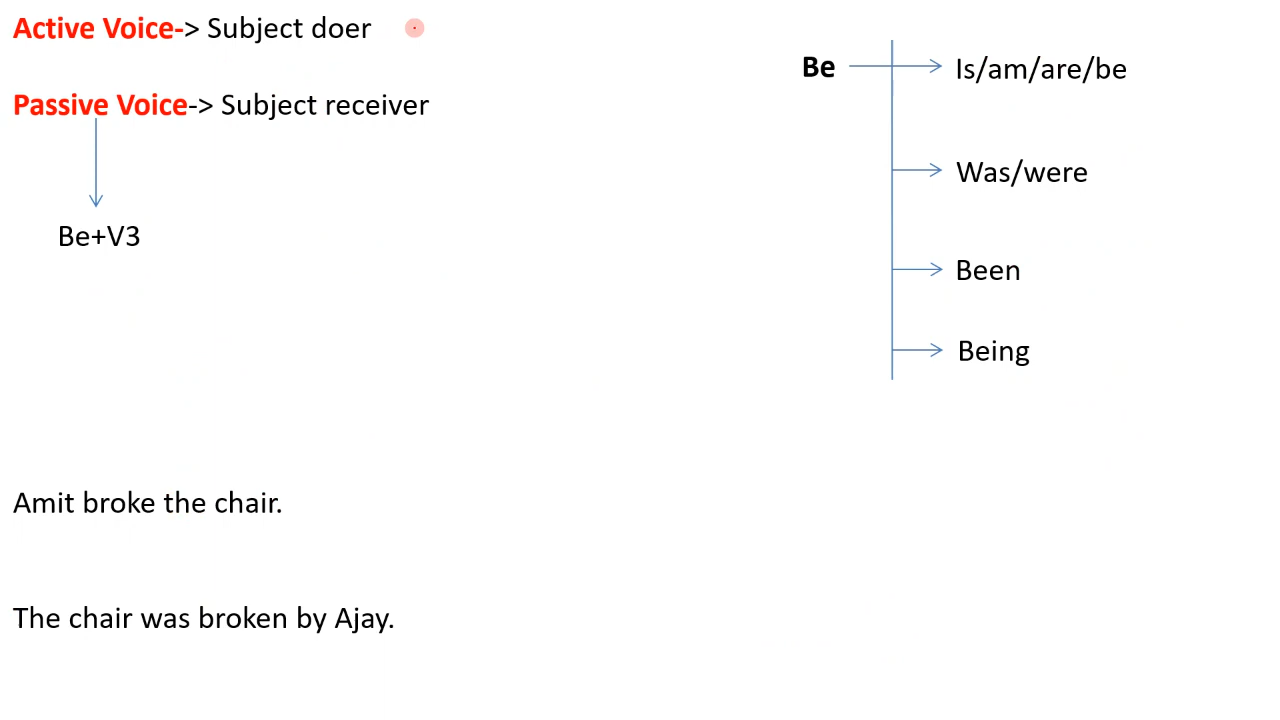 Active Voice-> Subject doer
Passive Voice-> Subject receiver
Be+V3
Be
Is/am/are/be
Was/were
Been
Being
Amit broke the chair.
The chair was broken by Ajay.